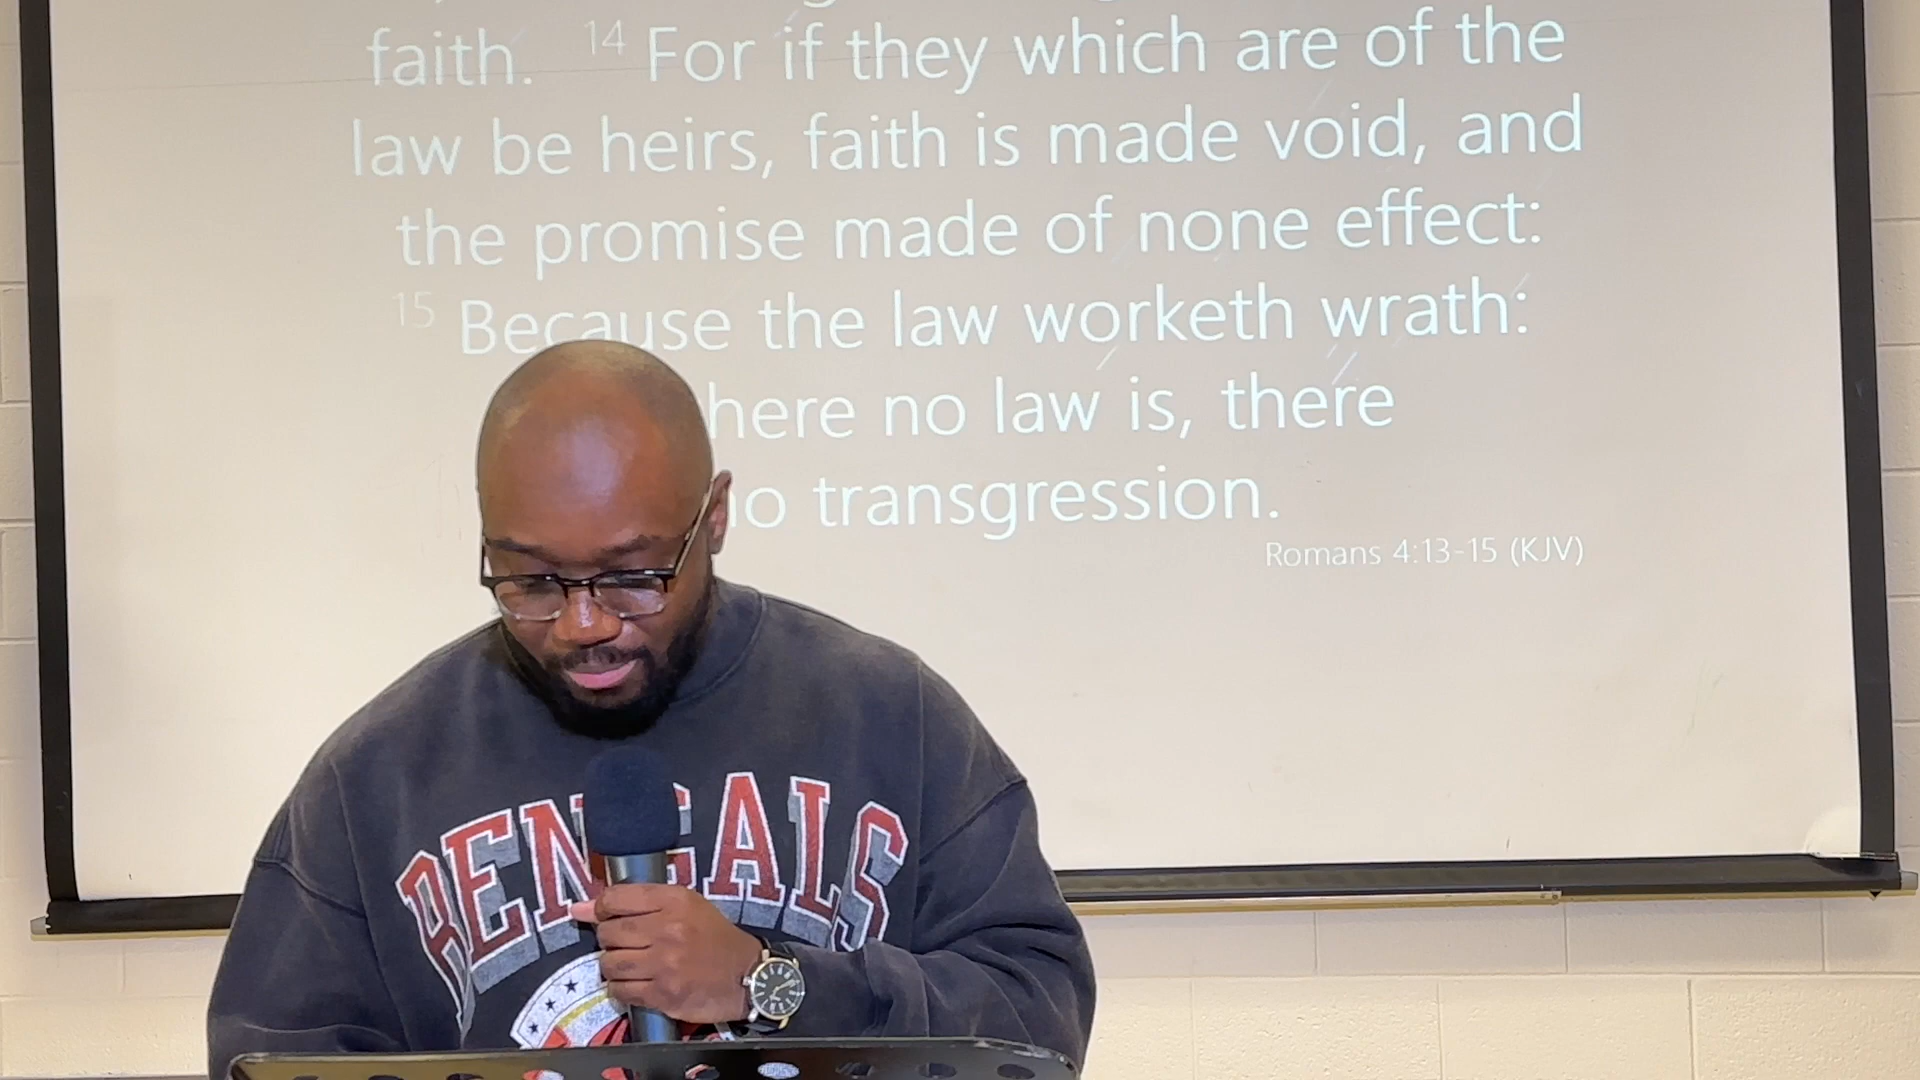 faith. 14 For if they which are of the
law be heirs, faith is made void, and
the promise made of none effect:
15 Because the law worketh wrath:
here no law is, there
no transgression.
Romans 4:13-15 (KJV)
BENGALS